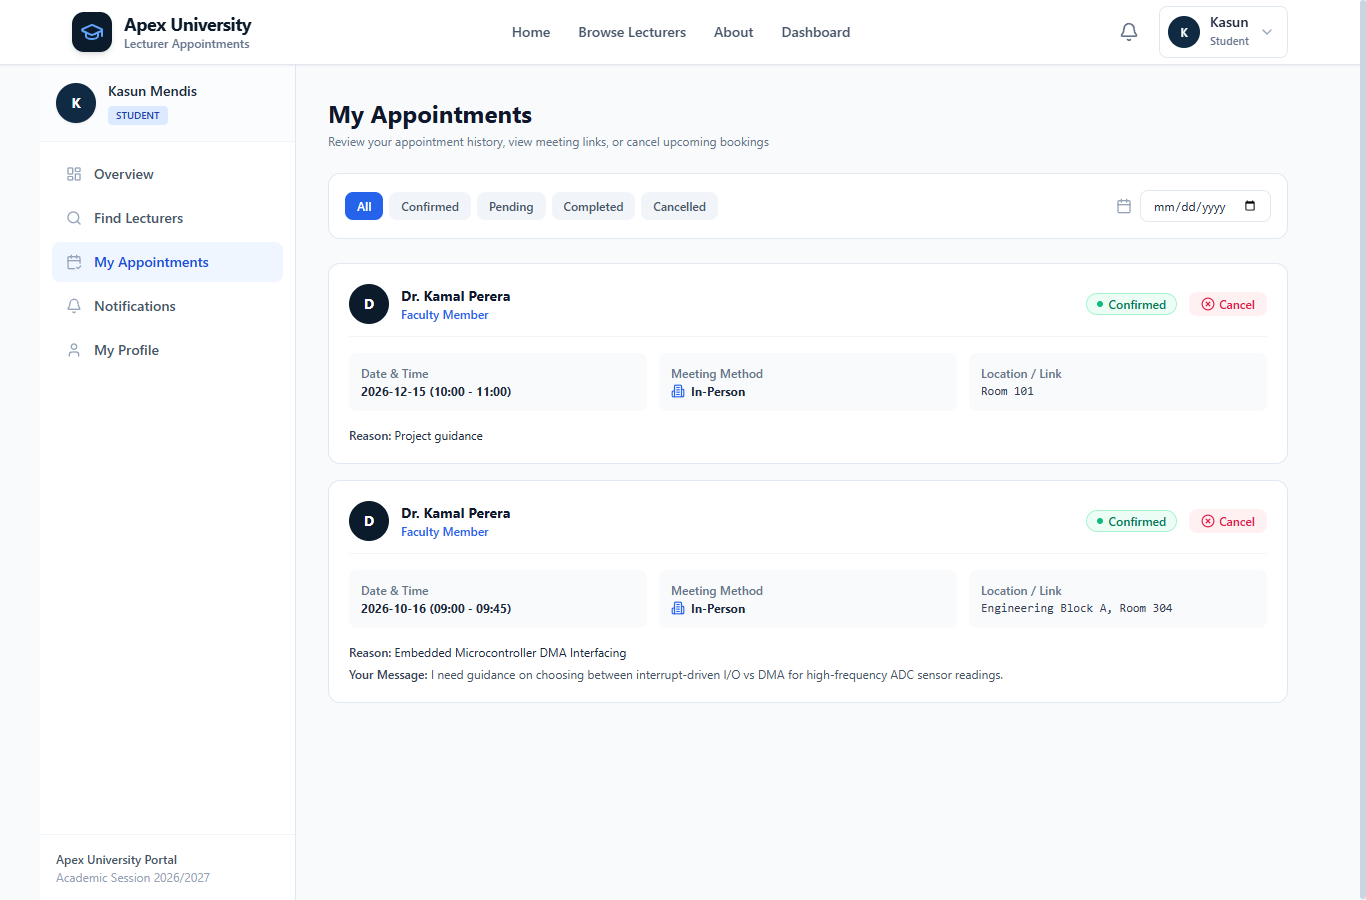 Apex University
Lecturer Appointments
Home Browse Lecturers About Dashboard
K
Kasun
Student
K
Kasun Mendis
STUDENT
Overview
Find Lecturers
My Appointments
Notifications
My Profile
Apex University Portal
Academic Session 2026/2027
My Appointments
Review your appointment history, view meeting links, or cancel upcoming bookings
All Confirmed Pending Completed Cancelled mm/dd/yyyy
D
Dr. Kamal Perera
Faculty Member
Confirmed Cancel
Date & Time
2026-12-15 (10:00 - 11:00)
Meeting Method
In-Person
Location / Link
Room 101
Reason: Project guidance
D
Dr. Kamal Perera
Faculty Member
Confirmed Cancel
Date & Time
2026-10-16 (09:00 - 09:45)
Meeting Method
In-Person
Location / Link
Engineering Block A, Room 304
Reason: Embedded Microcontroller DMA Interfacing
Your Message: I need guidance on choosing between interrupt-driven I/O vs DMA for high-frequency ADC sensor readings.